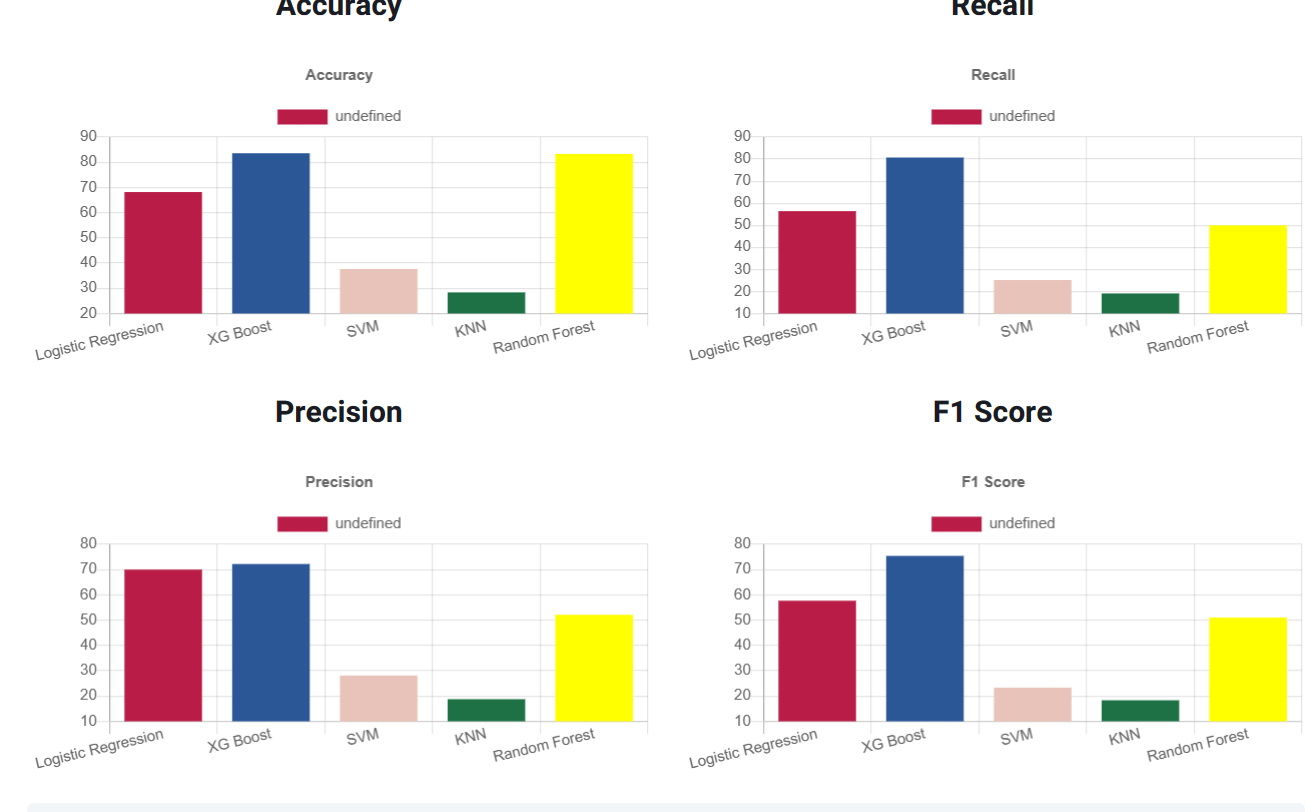 Accuracy
Recall
Accuracy
undefined
90
80
70
60
50
40
30
20
Logistic Regression
XG Boost
SVM
KNN
Random Forest
Recall
undefined
90
80
70
60
50
40
30
20
10
Logistic Regression
XG Boost
SVM
KNN
Random Forest
Precision
F1 Score
Precision
undefined
80
70
60
50
40
30
20
10
Logistic Regression
XG Boost
SVM
KNN
Random Forest
F1 Score
undefined
80
70
60
50
40
30
20
10
Logistic Regression
XG Boost
SVM
KNN
Random Forest